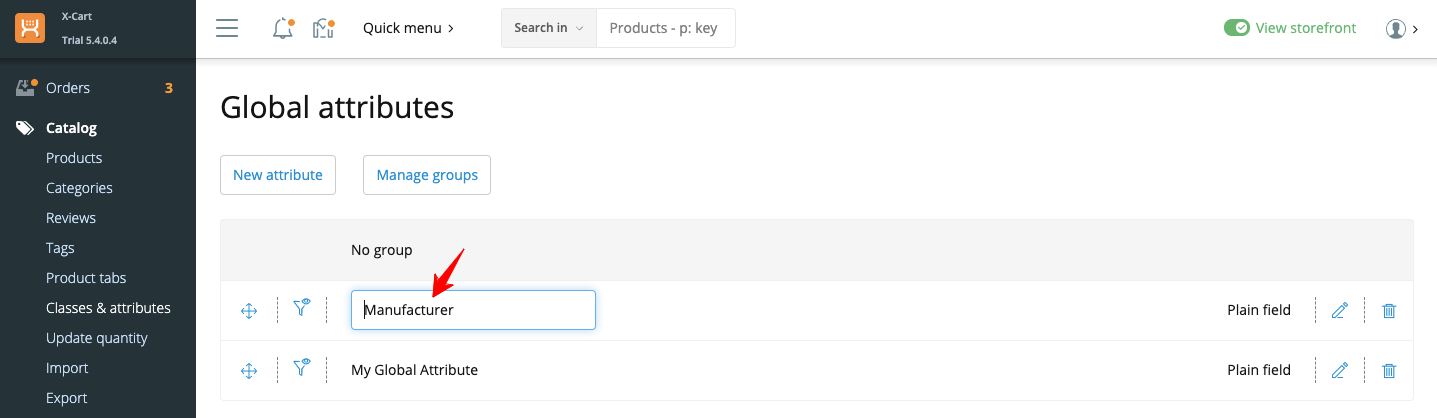 X-Cart
Trial 5.4.0.4
Quick menu
Search in
Products - p: key
View storefront
Orders 3
Catalog
Products
Categories
Reviews
Tags
Product tabs
Classes & attributes
Update quantity
Import
Export
Global attributes
New attribute
Manage groups
No group
Manufacturer
Plain field
My Global Attribute
Plain field